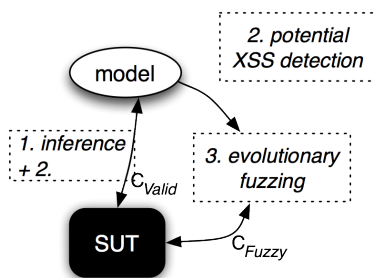 2. potential
XSS detection
model
1. inference
+ 2.
3. evolutionary
fuzzing
C_Valid
SUT
C_Fuzzy